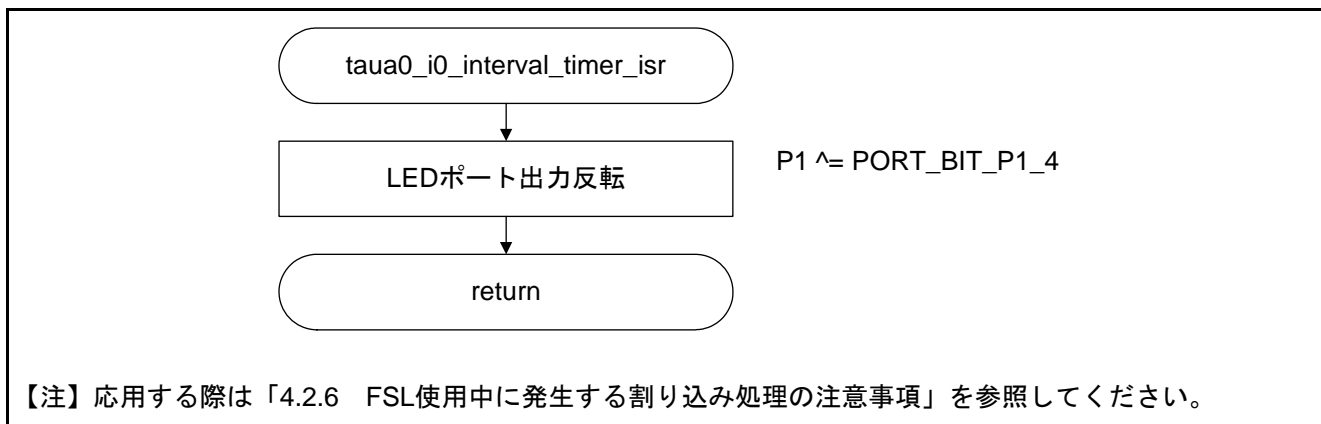 taua0_i0_interval_timer_isr
LEDポート出力反転
P1 ^= PORT_BIT_P1_4
return
【注】応用する際は「4.2.6　FSL使用中に発生する割り込み処理の注意事項」を参照してください。